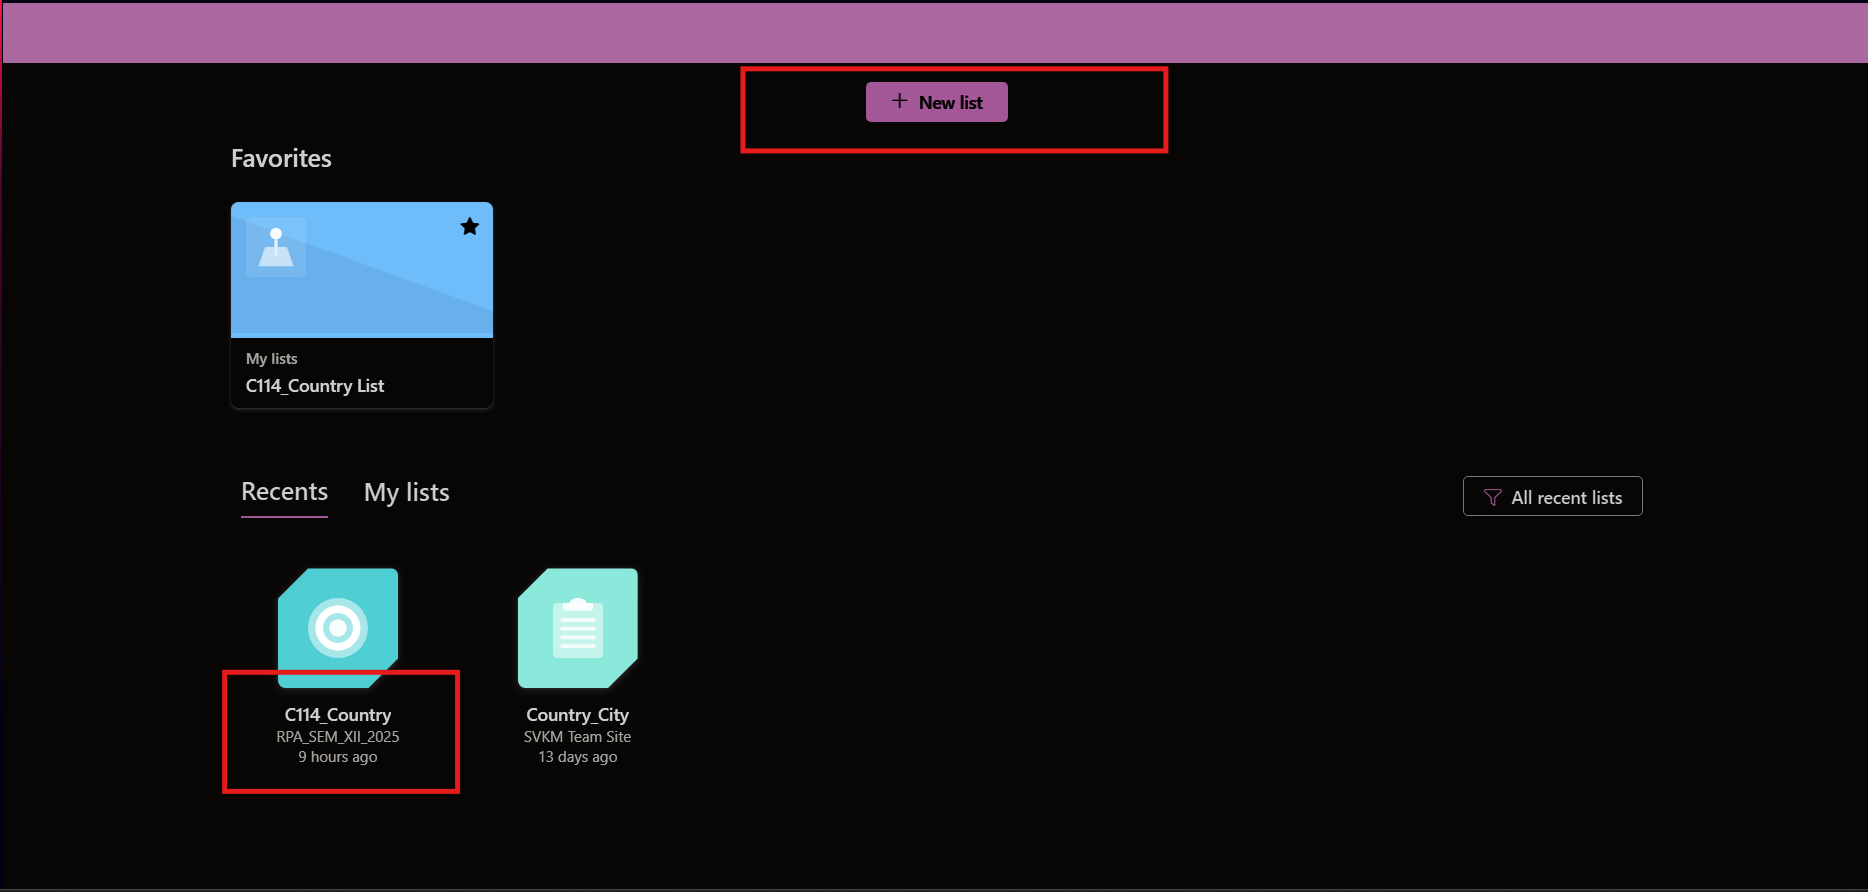 New list
Favorites
My lists
C114_Country List
Recents
My lists
All recent lists
C114_Country
RPA_SEM_XII_2025
9 hours ago
Country_City
SVKM Team Site
13 days ago